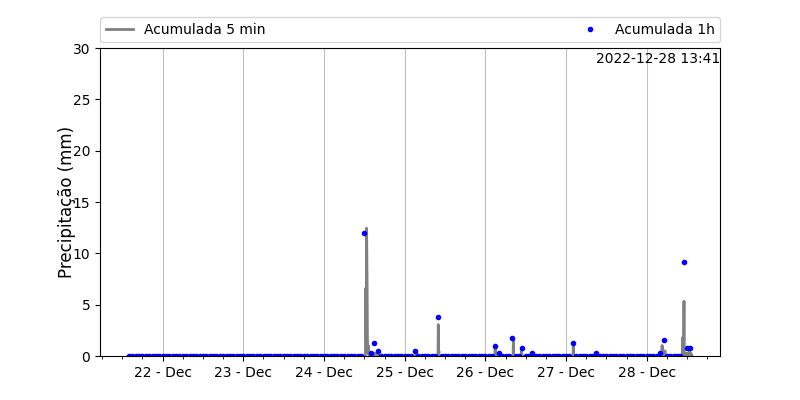 Acumulada 5 min
Acumulada 1h
2022-12-28 13:41
Precipitação (mm)
30
25
20
15
10
5
0
22 - Dec
23 - Dec
24 - Dec
25 - Dec
26 - Dec
27 - Dec
28 - Dec